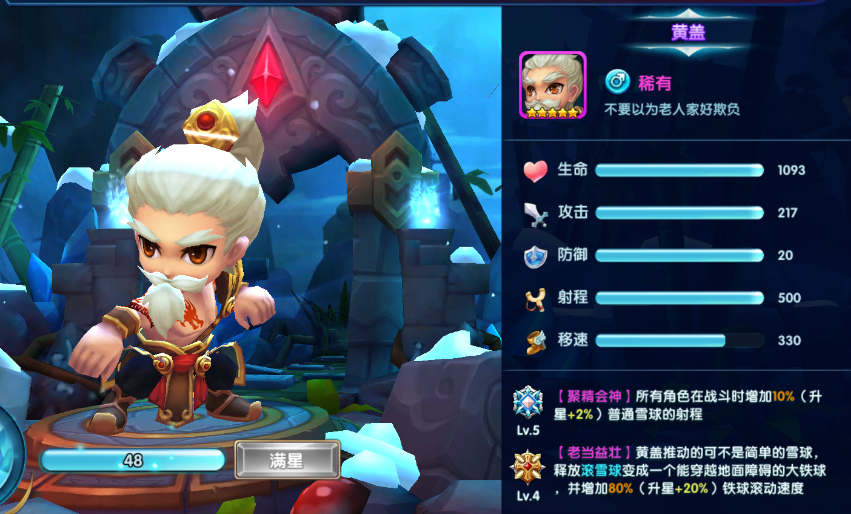 黄盖
稀有
不要以为老人家好欺负
生命 1093
攻击 217
防御 20
射程 500
移速 330
【聚精会神】所有角色在战斗时增加10%（升
星+2%）普通雪球的射程
Lv.5
【老当益壮】黄盖推动的可不是简单的雪球，
释放滚雪球变成一个能穿越地面障碍的大铁球
，并增加80%（升星+20%）铁球滚动速度
Lv.4
48
满星